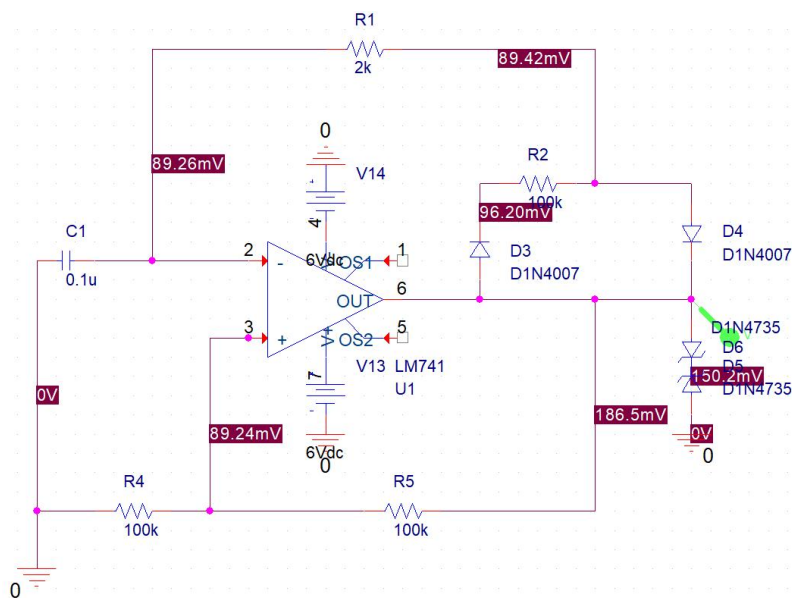 R1
2k
89.42mV
0
89.26mV
V14
R2
100k
96.20mV
C1
0.1u
4
2
-
V-
6Vdc
OS1
1
D3
D1N4007
D4
D1N4007
OUT
6
3
+
V+
OS2
5
D1N4735
D6
D5
150.2mV
D1N4735
V13
LM741
U1
7
0V
89.24mV
6Vdc
0
186.5mV
0V
0
R4
100k
R5
100k
0